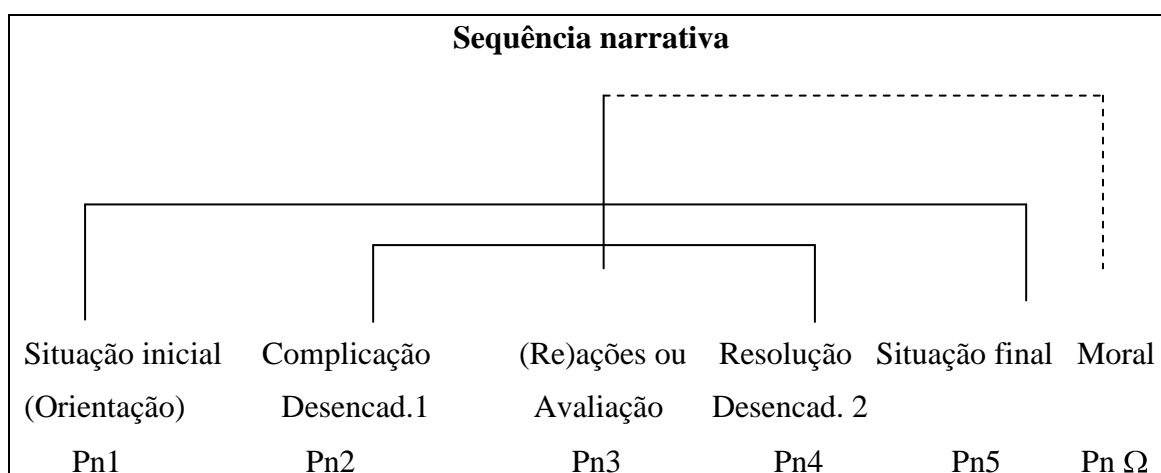 Sequência narrativa
Situação inicial Complicação (Re)ações ou Resolução Situação final Moral
(Orientação) Desencad.1 Avaliação Desencad. 2
Pn1 Pn2 Pn3 Pn4 Pn5 Pn Ω